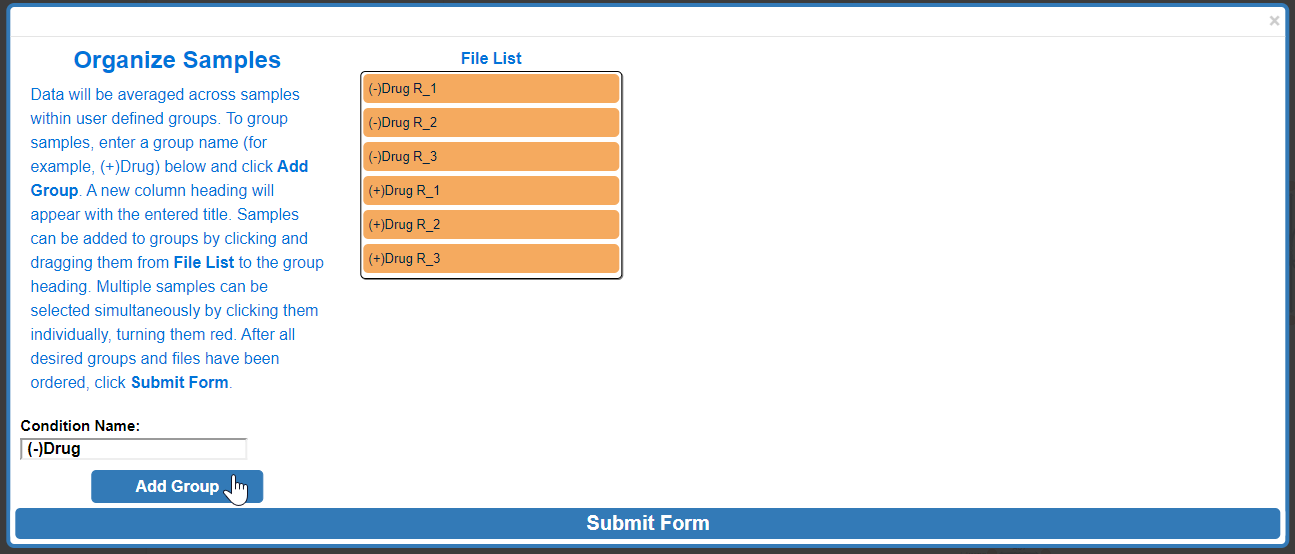 ×
Organize Samples
Data will be averaged across samples
within user defined groups. To group
samples, enter a group name (for
example, (+)Drug) below and click Add
Group. A new column heading will
appear with the entered title. Samples
can be added to groups by clicking and
dragging them from File List to the group
heading. Multiple samples can be
selected simultaneously by clicking them
individually, turning them red. After all
desired groups and files have been
ordered, click Submit Form.
Condition Name:
(-)Drug
Add Group
File List
(-)Drug R_1
(-)Drug R_2
(-)Drug R_3
(+)Drug R_1
(+)Drug R_2
(+)Drug R_3
Submit Form